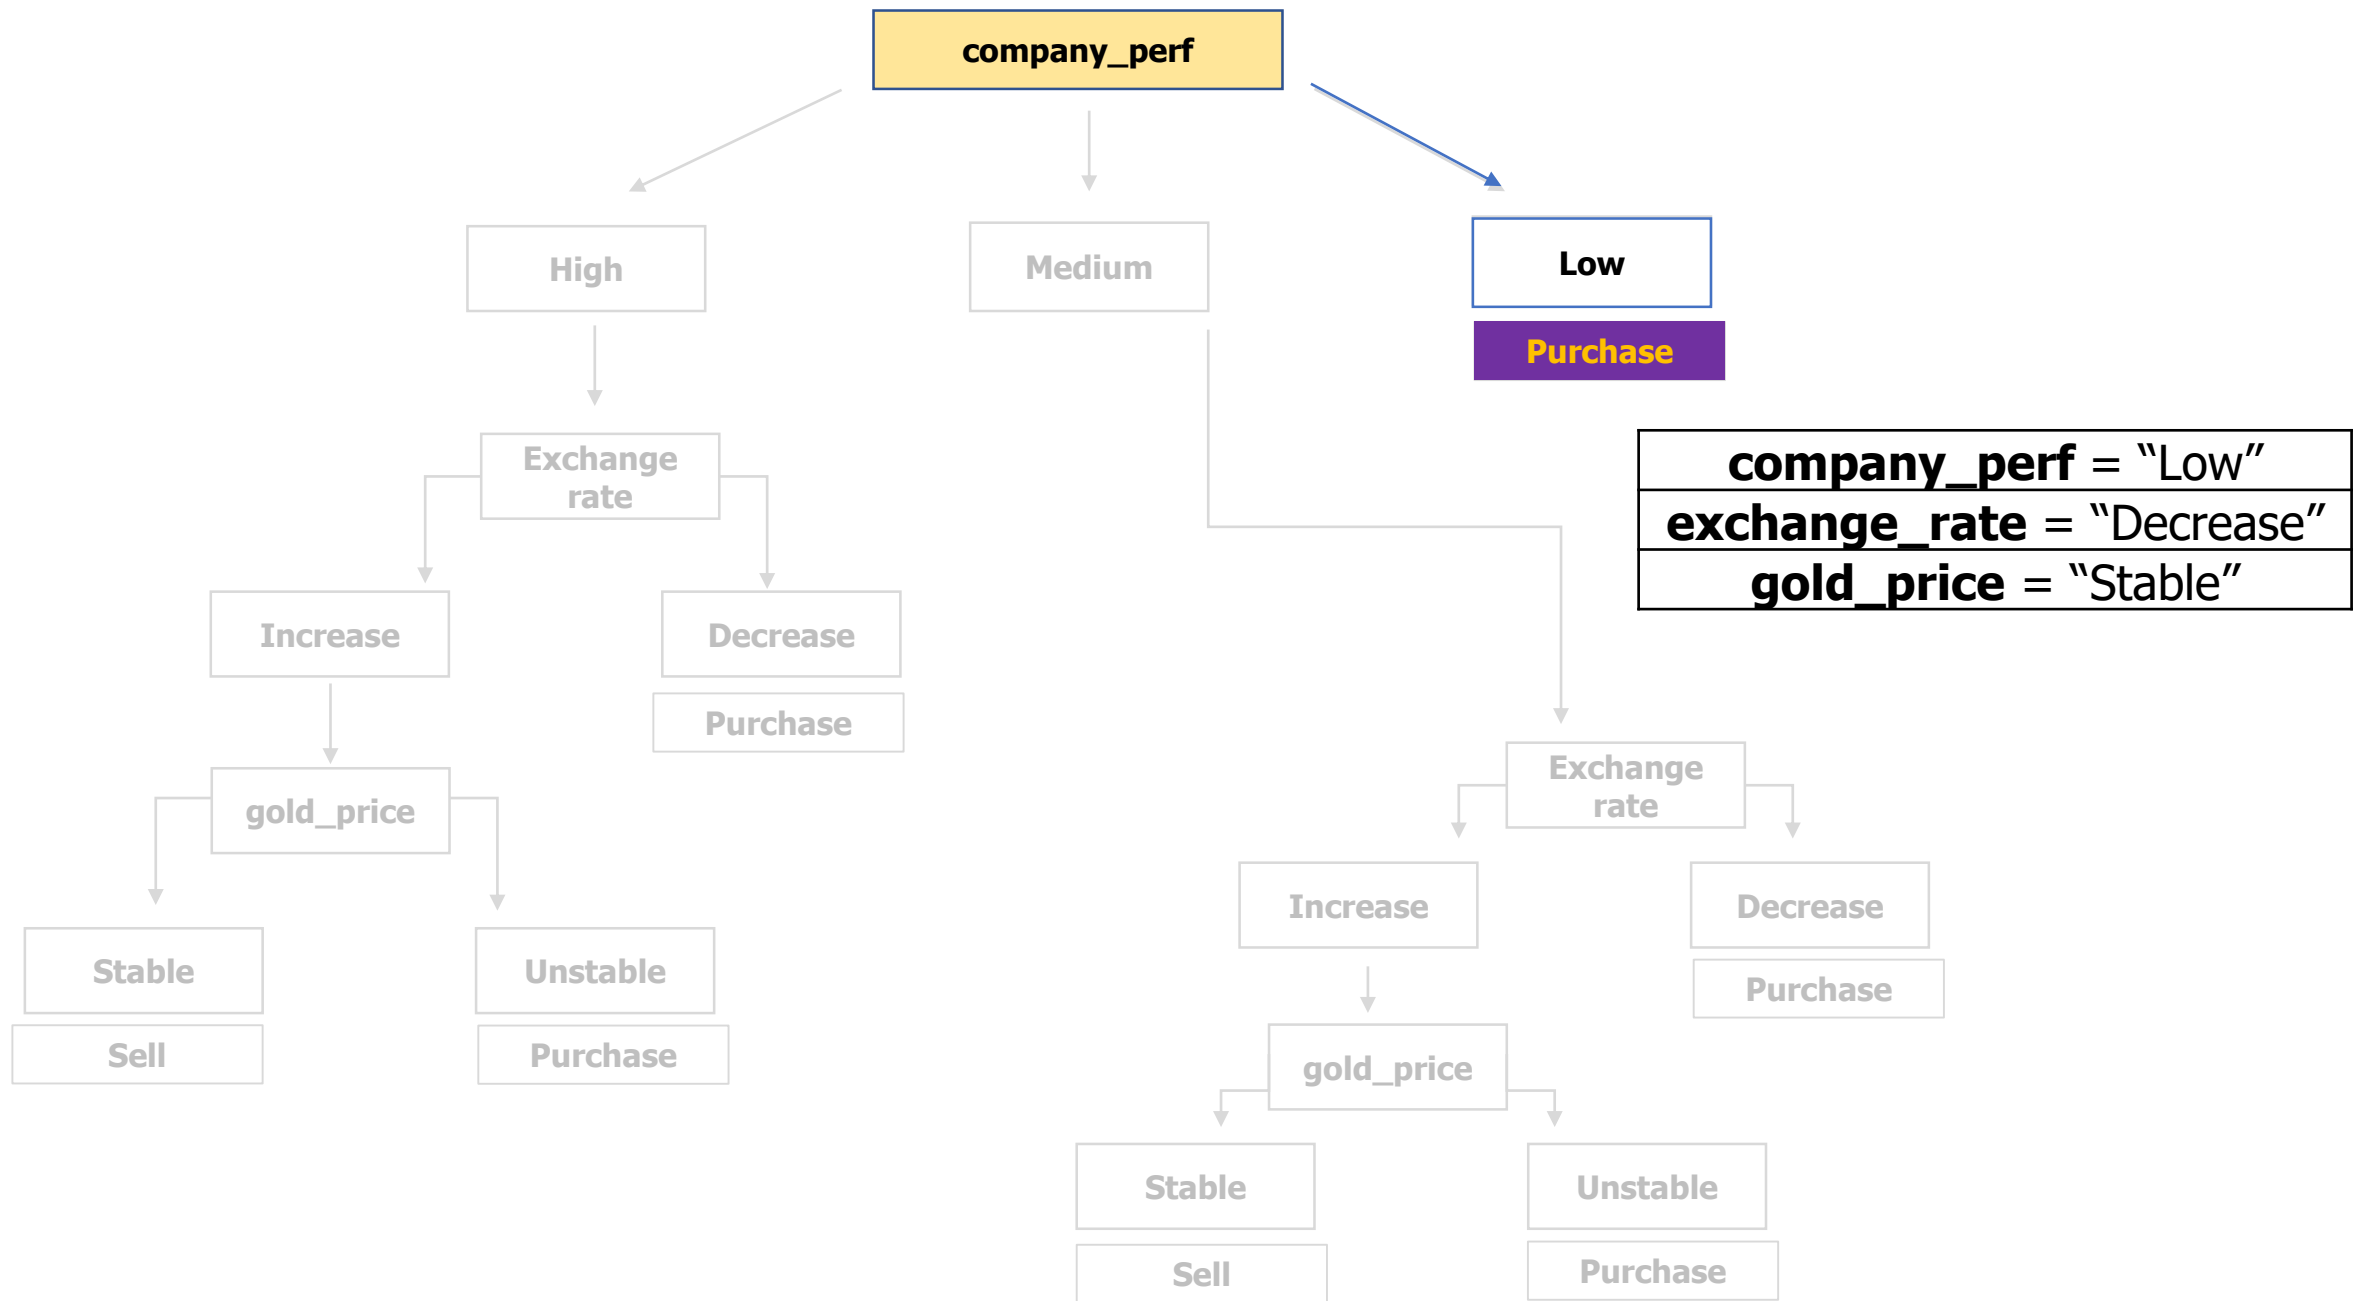 company_perf
High
Medium
Low
Purchase
company_perf = “Low”
exchange_rate = “Decrease”
gold_price = “Stable”
Exchange
rate
Increase
Decrease
Purchase
gold_price
Stable
Unstable
Sell
Purchase
Exchange
rate
Increase
Decrease
Purchase
gold_price
Stable
Unstable
Sell
Purchase